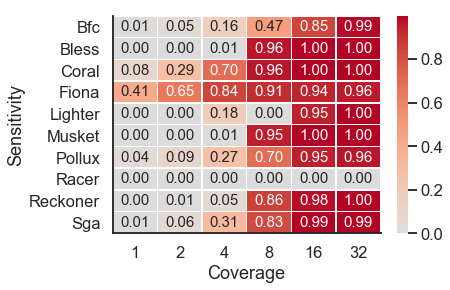 Bfc 0.01 0.05 0.16 0.47 0.85 0.99
Bless 0.00 0.00 0.01 0.96 1.00 1.00
Coral 0.08 0.29 0.70 0.96 1.00 1.00
Fiona 0.41 0.65 0.84 0.91 0.94 0.96
Lighter 0.00 0.00 0.18 0.00 0.95 1.00
Musket 0.00 0.00 0.01 0.95 1.00 1.00
Pollux 0.04 0.09 0.27 0.70 0.95 0.96
Racer 0.00 0.00 0.00 0.00 0.00 0.00
Reckoner 0.00 0.01 0.05 0.86 0.98 1.00
Sga 0.01 0.06 0.31 0.83 0.99 0.99
1 2 4 8 16 32
Coverage
Sensitivity
0.8
0.6
0.4
0.2
0.0